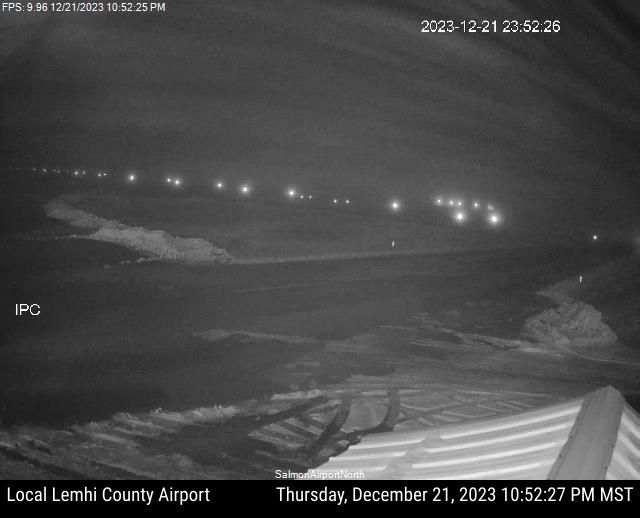 FPS: 9.96 12/21/2023 10:52:25 PM
2023-12-21 23:52:26
IPC
SalmonAirportNorth
Local Lemhi County Airport
Thursday, December 21, 2023 10:52:27 PM MST